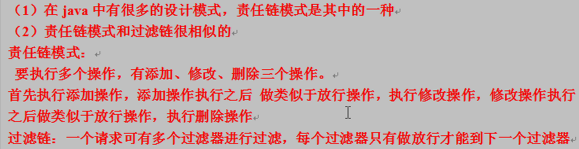 （1）在 java 中有很多的设计模式，责任链模式是其中的一种
（2）责任链模式和过滤链很相似的
责任链模式：
要执行多个操作，有添加、修改、删除三个操作。
首先执行添加操作，添加操作执行之后 做类似于放行操作，执行修改操作，修改操作执行
之后做类似于放行操作，执行删除操作
过滤链：一个请求可有多个过滤器进行过滤，每个过滤器只有做放行才能到下一个过滤器